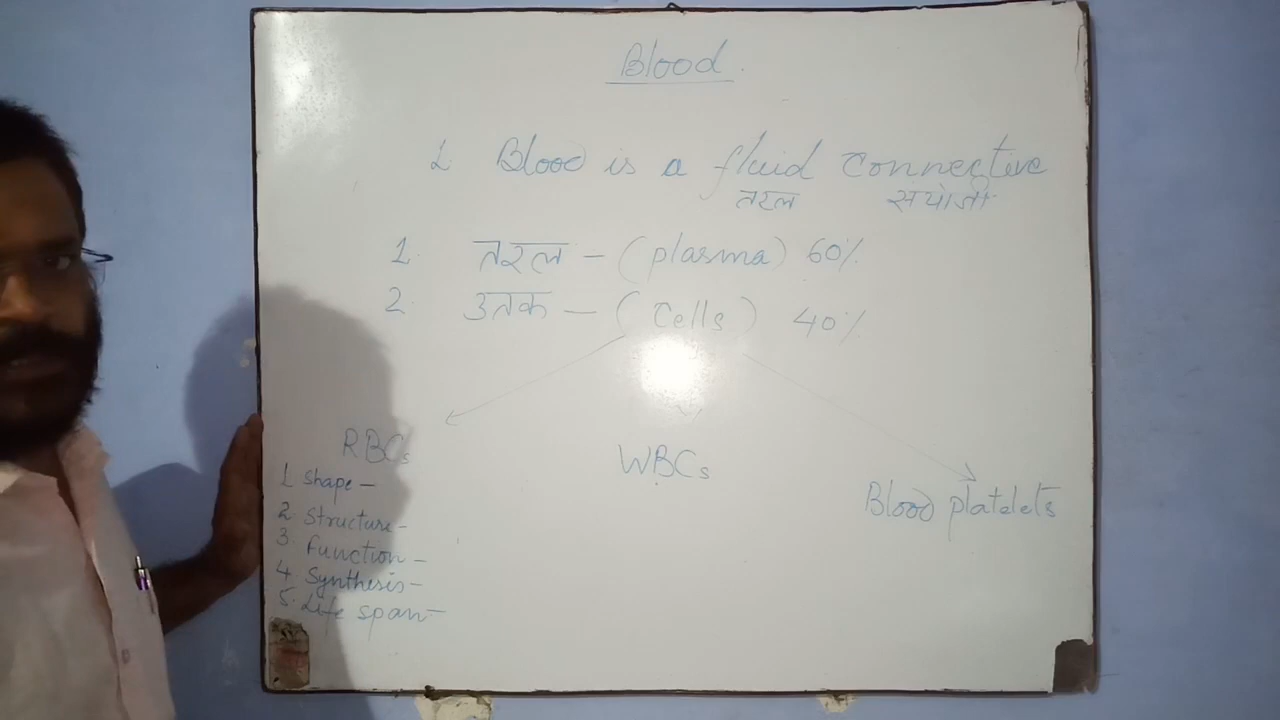 Blood
1 Blood is a fluid connective
तरल संयोजी
1. तरल - (plasma) 60%
2. उतक - (cells) 40%
RBCs
WBCs
Blood platelets
1 shape -
2 Structure -
3. Function -
4. Synthesis -
5. Life span -